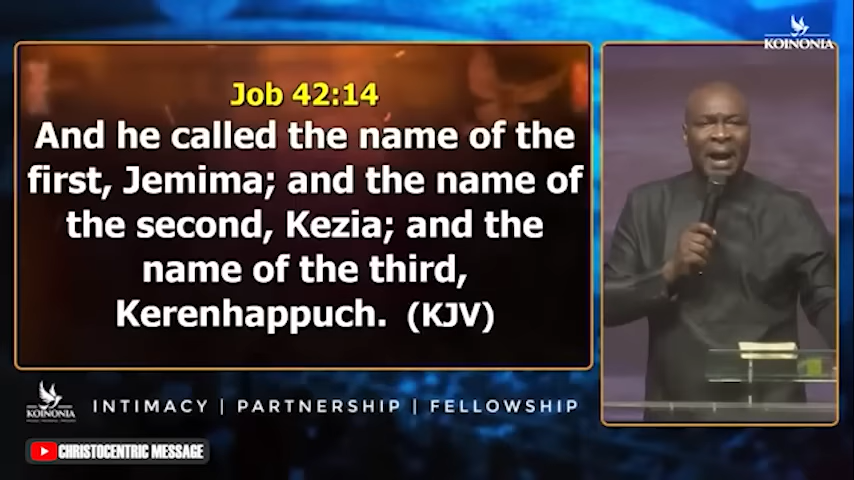 KOINONIA
Job 42:14
And he called the name of the
first, Jemima; and the name of
the second, Kezia; and the
name of the third,
Kerenhappuch. (KJV)
KOINONIA
INTIMACY | PARTNERSHIP | FELLOWSHIP
CHRISTOCENTRIC MESSAGE